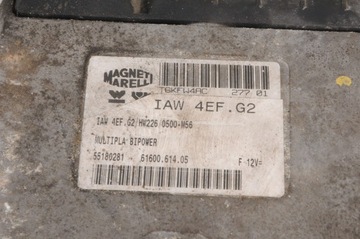 MAGNETI
MARELLI
T6KFW4AC 277 01
IAW 4EF.G2
IAW 4EF.G2/HW226 0500-M56
MULTIPLA BIPOWER
55180281 - 61600.614.05 F 12V=